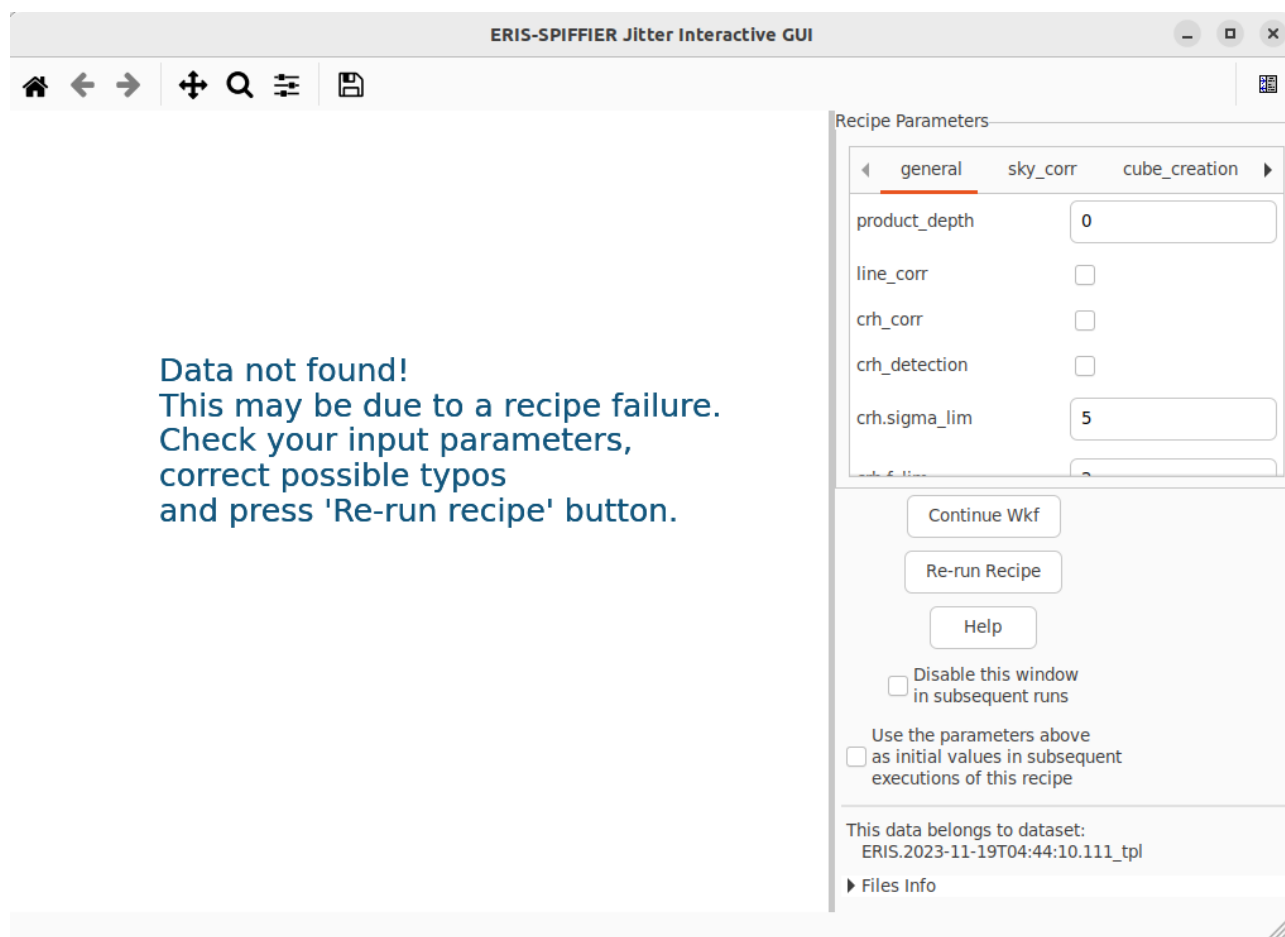 ERIS-SPIFFIER Jitter Interactive GUI
Recipe Parameters
general sky_corr cube_creation
product_depth 0
line_corr
crh_corr
crh_detection
crh.sigma_lim 5
Data not found!
This may be due to a recipe failure.
Check your input parameters,
correct possible typos
and press 'Re-run recipe' button.
Continue Wkf
Re-run Recipe
Help
Disable this window
in subsequent runs
Use the parameters above
as initial values in subsequent
executions of this recipe
This data belongs to dataset:
ERIS.2023-11-19T04:44:10.111_tpl
Files Info